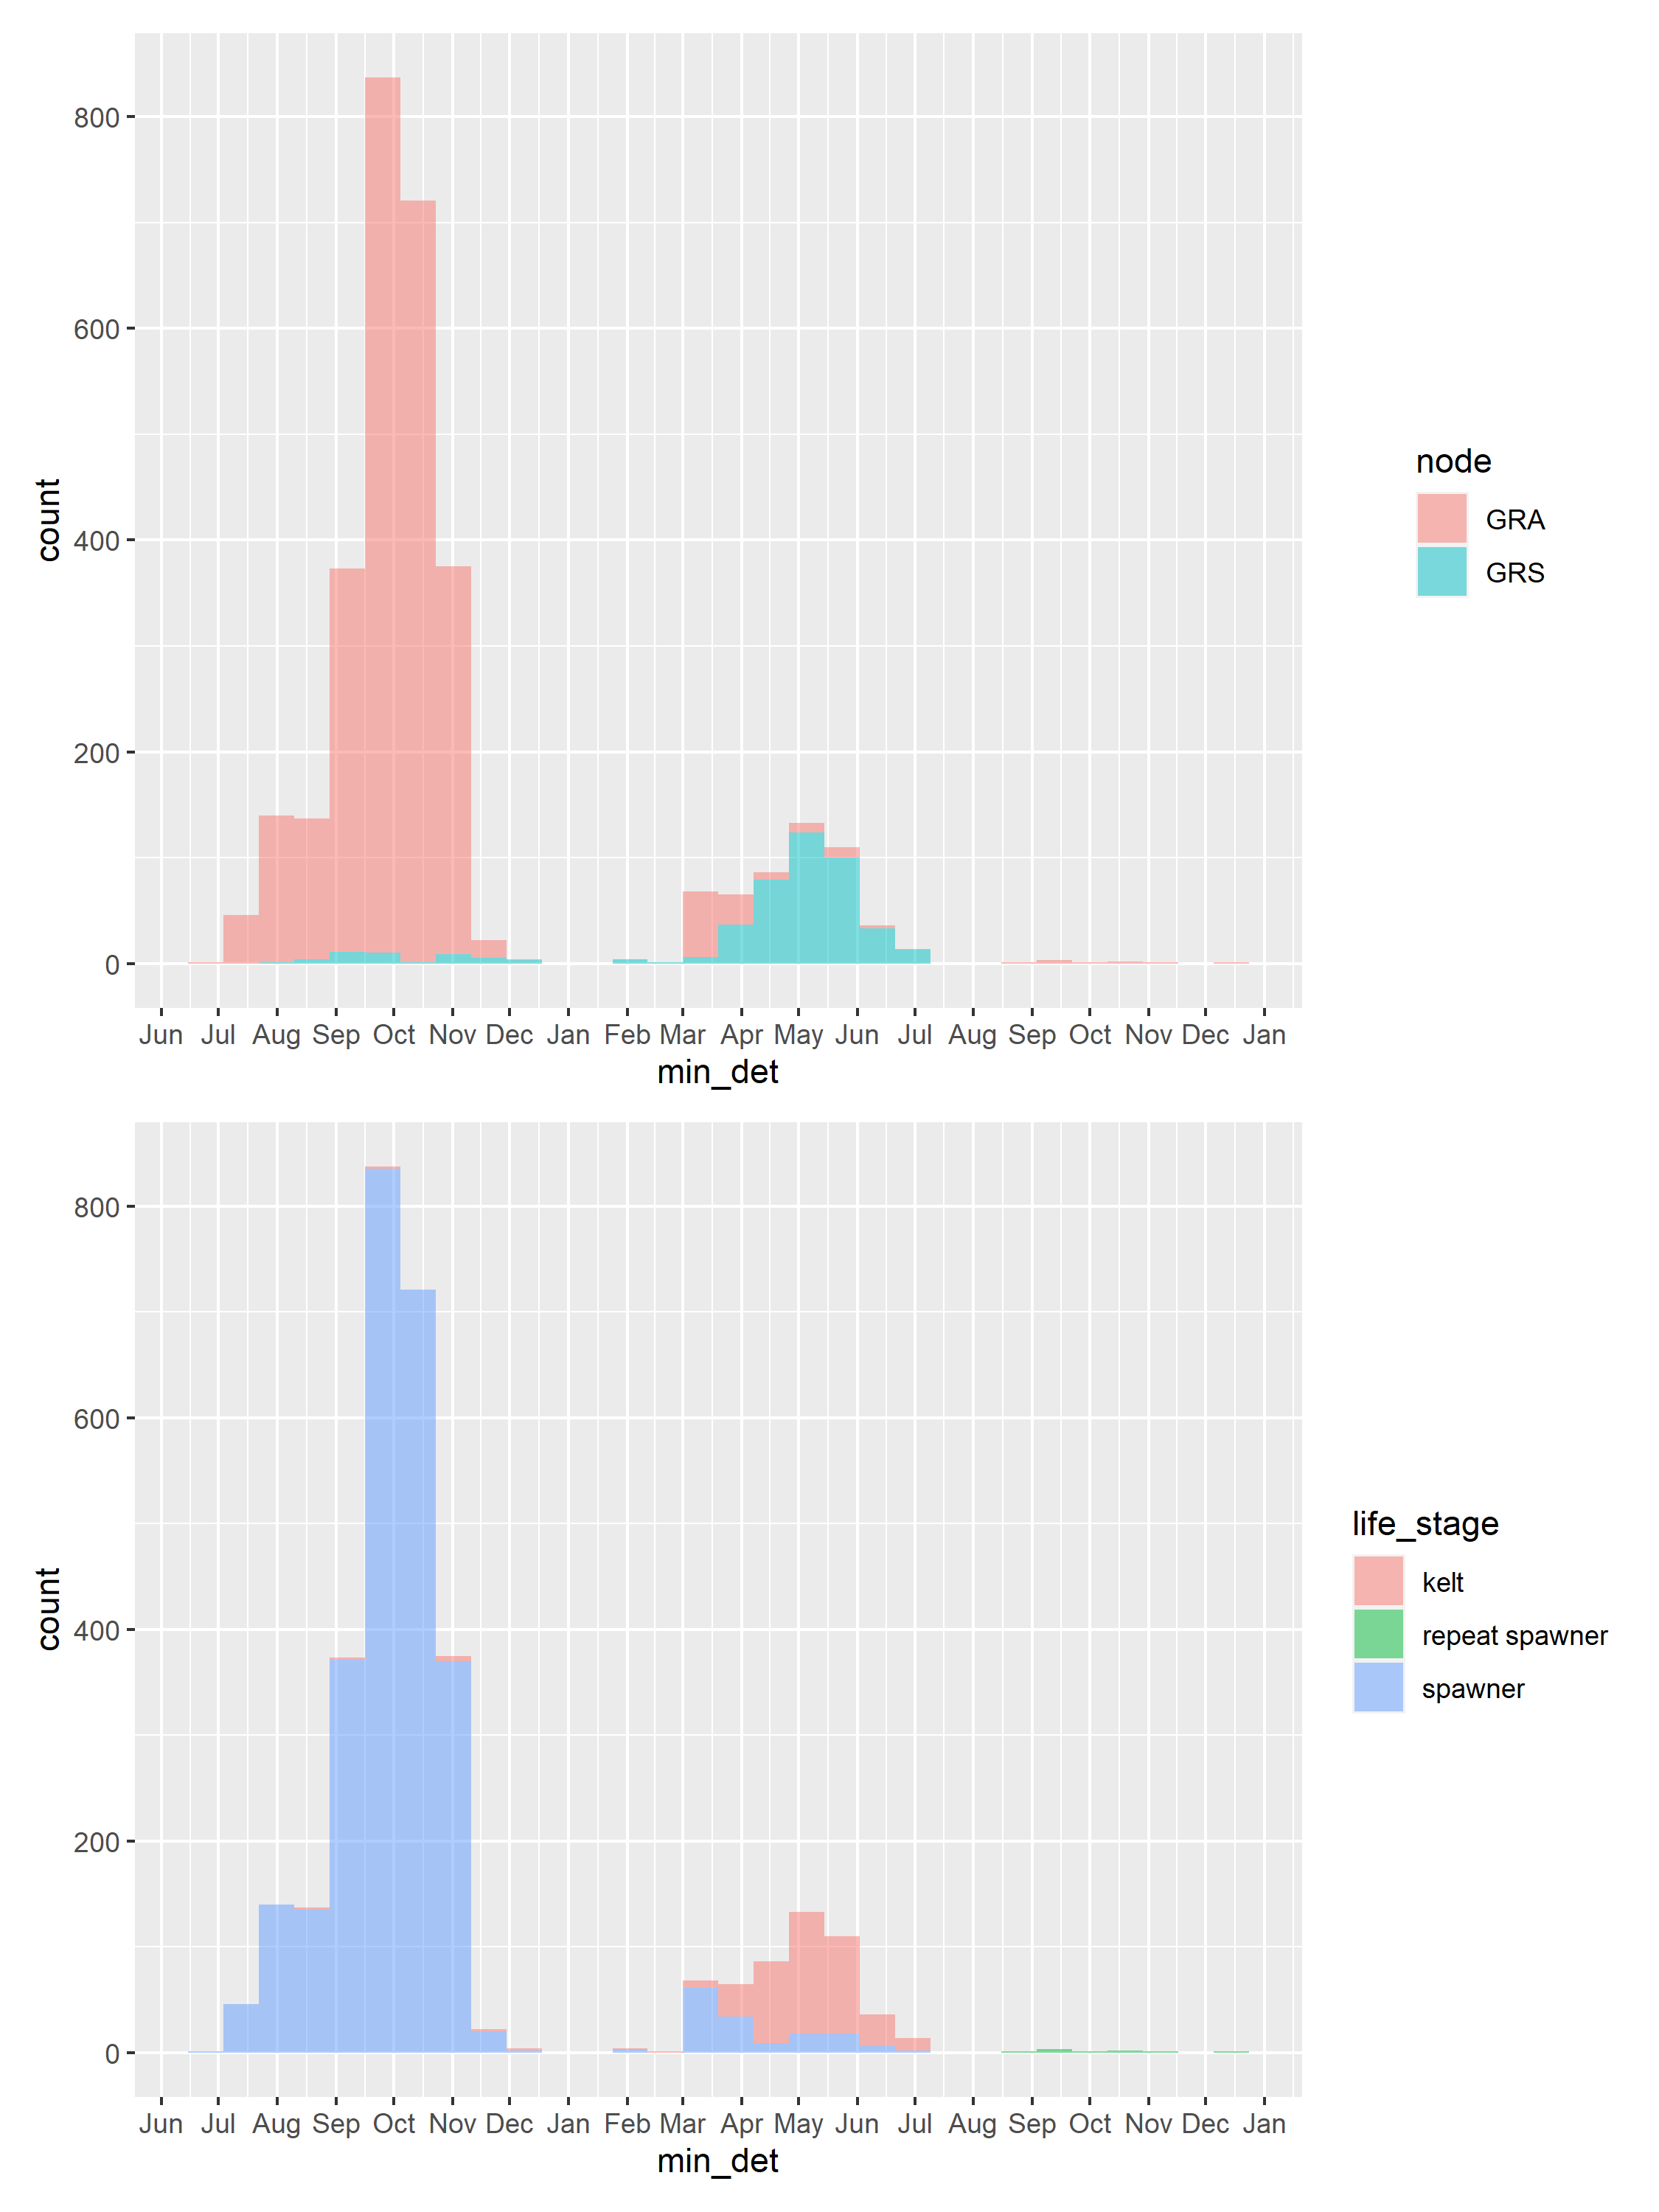 800
600
400
200
0
count
Jun Jul Aug Sep Oct Nov Dec Jan Feb Mar Apr May Jun Jul Aug Sep Oct Nov Dec Jan
min_det
node
GRA
GRS
800
600
400
200
0
count
Jun Jul Aug Sep Oct Nov Dec Jan Feb Mar Apr May Jun Jul Aug Sep Oct Nov Dec Jan
min_det
life_stage
kelt
repeat spawner
spawner